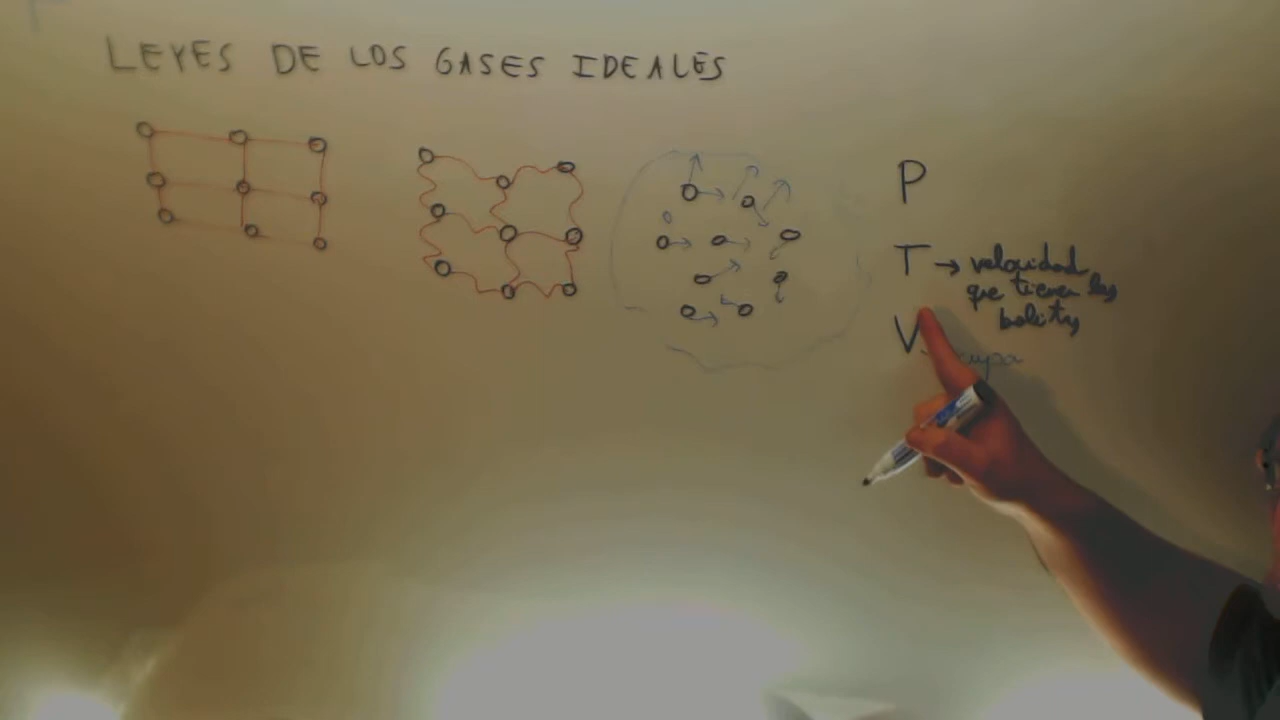 LEYES DE LOS GASES IDEALES
P
T → velocidad
que tienen las
bolitas
V